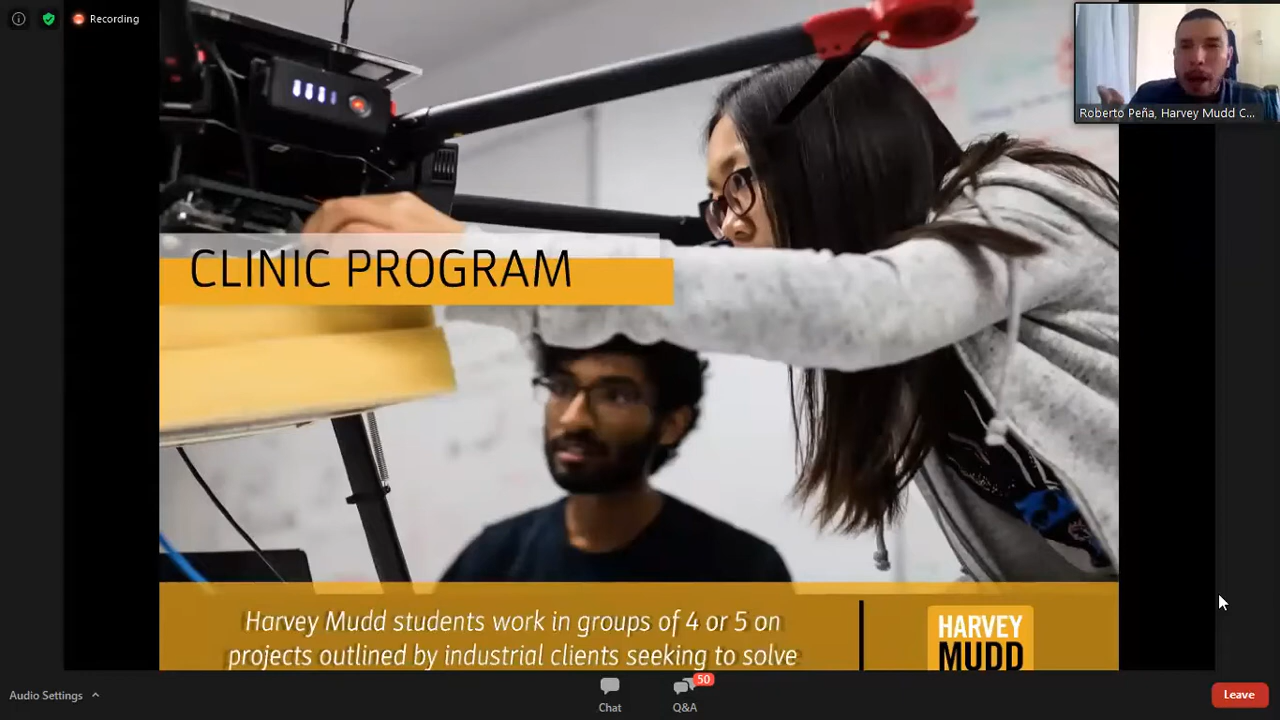 Recording
Roberto Peña, Harvey Mudd C...
CLINIC PROGRAM
Harvey Mudd students work in groups of 4 or 5 on
projects outlined by industrial clients seeking to solve
HARVEY
MUDD
Audio Settings
Chat
50
Q&A
Leave